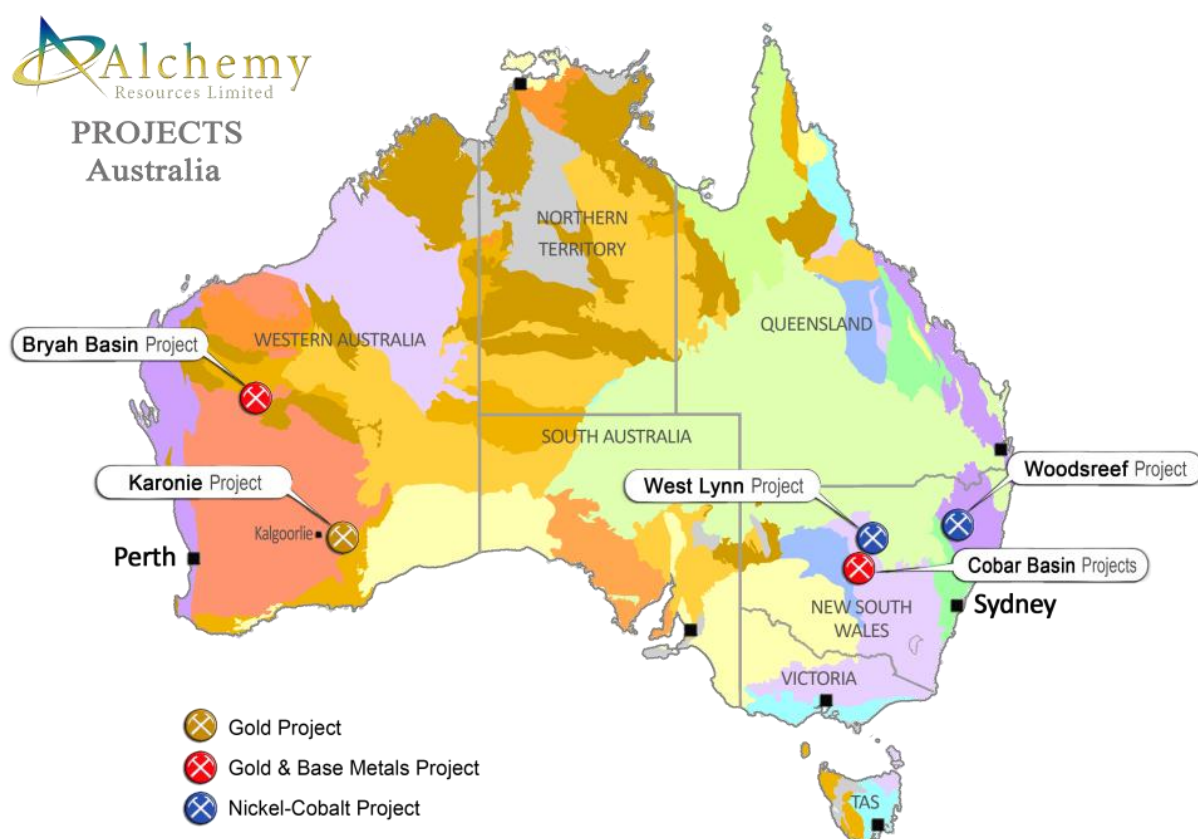 Alchemy
Resources Limited
PROJECTS
Australia
NORTHERN
TERRITORY
QUEENSLAND
WESTERN AUSTRALIA
Bryah Basin Project
SOUTH AUSTRALIA
Woodsreef Project
West Lynn Project
Karonie Project
Kalgoorlie
Perth
Cobar Basin Projects
Sydney
NEW SOUTH
WALES
VICTORIA
Gold Project
Gold & Base Metals Project
Nickel-Cobalt Project
TAS